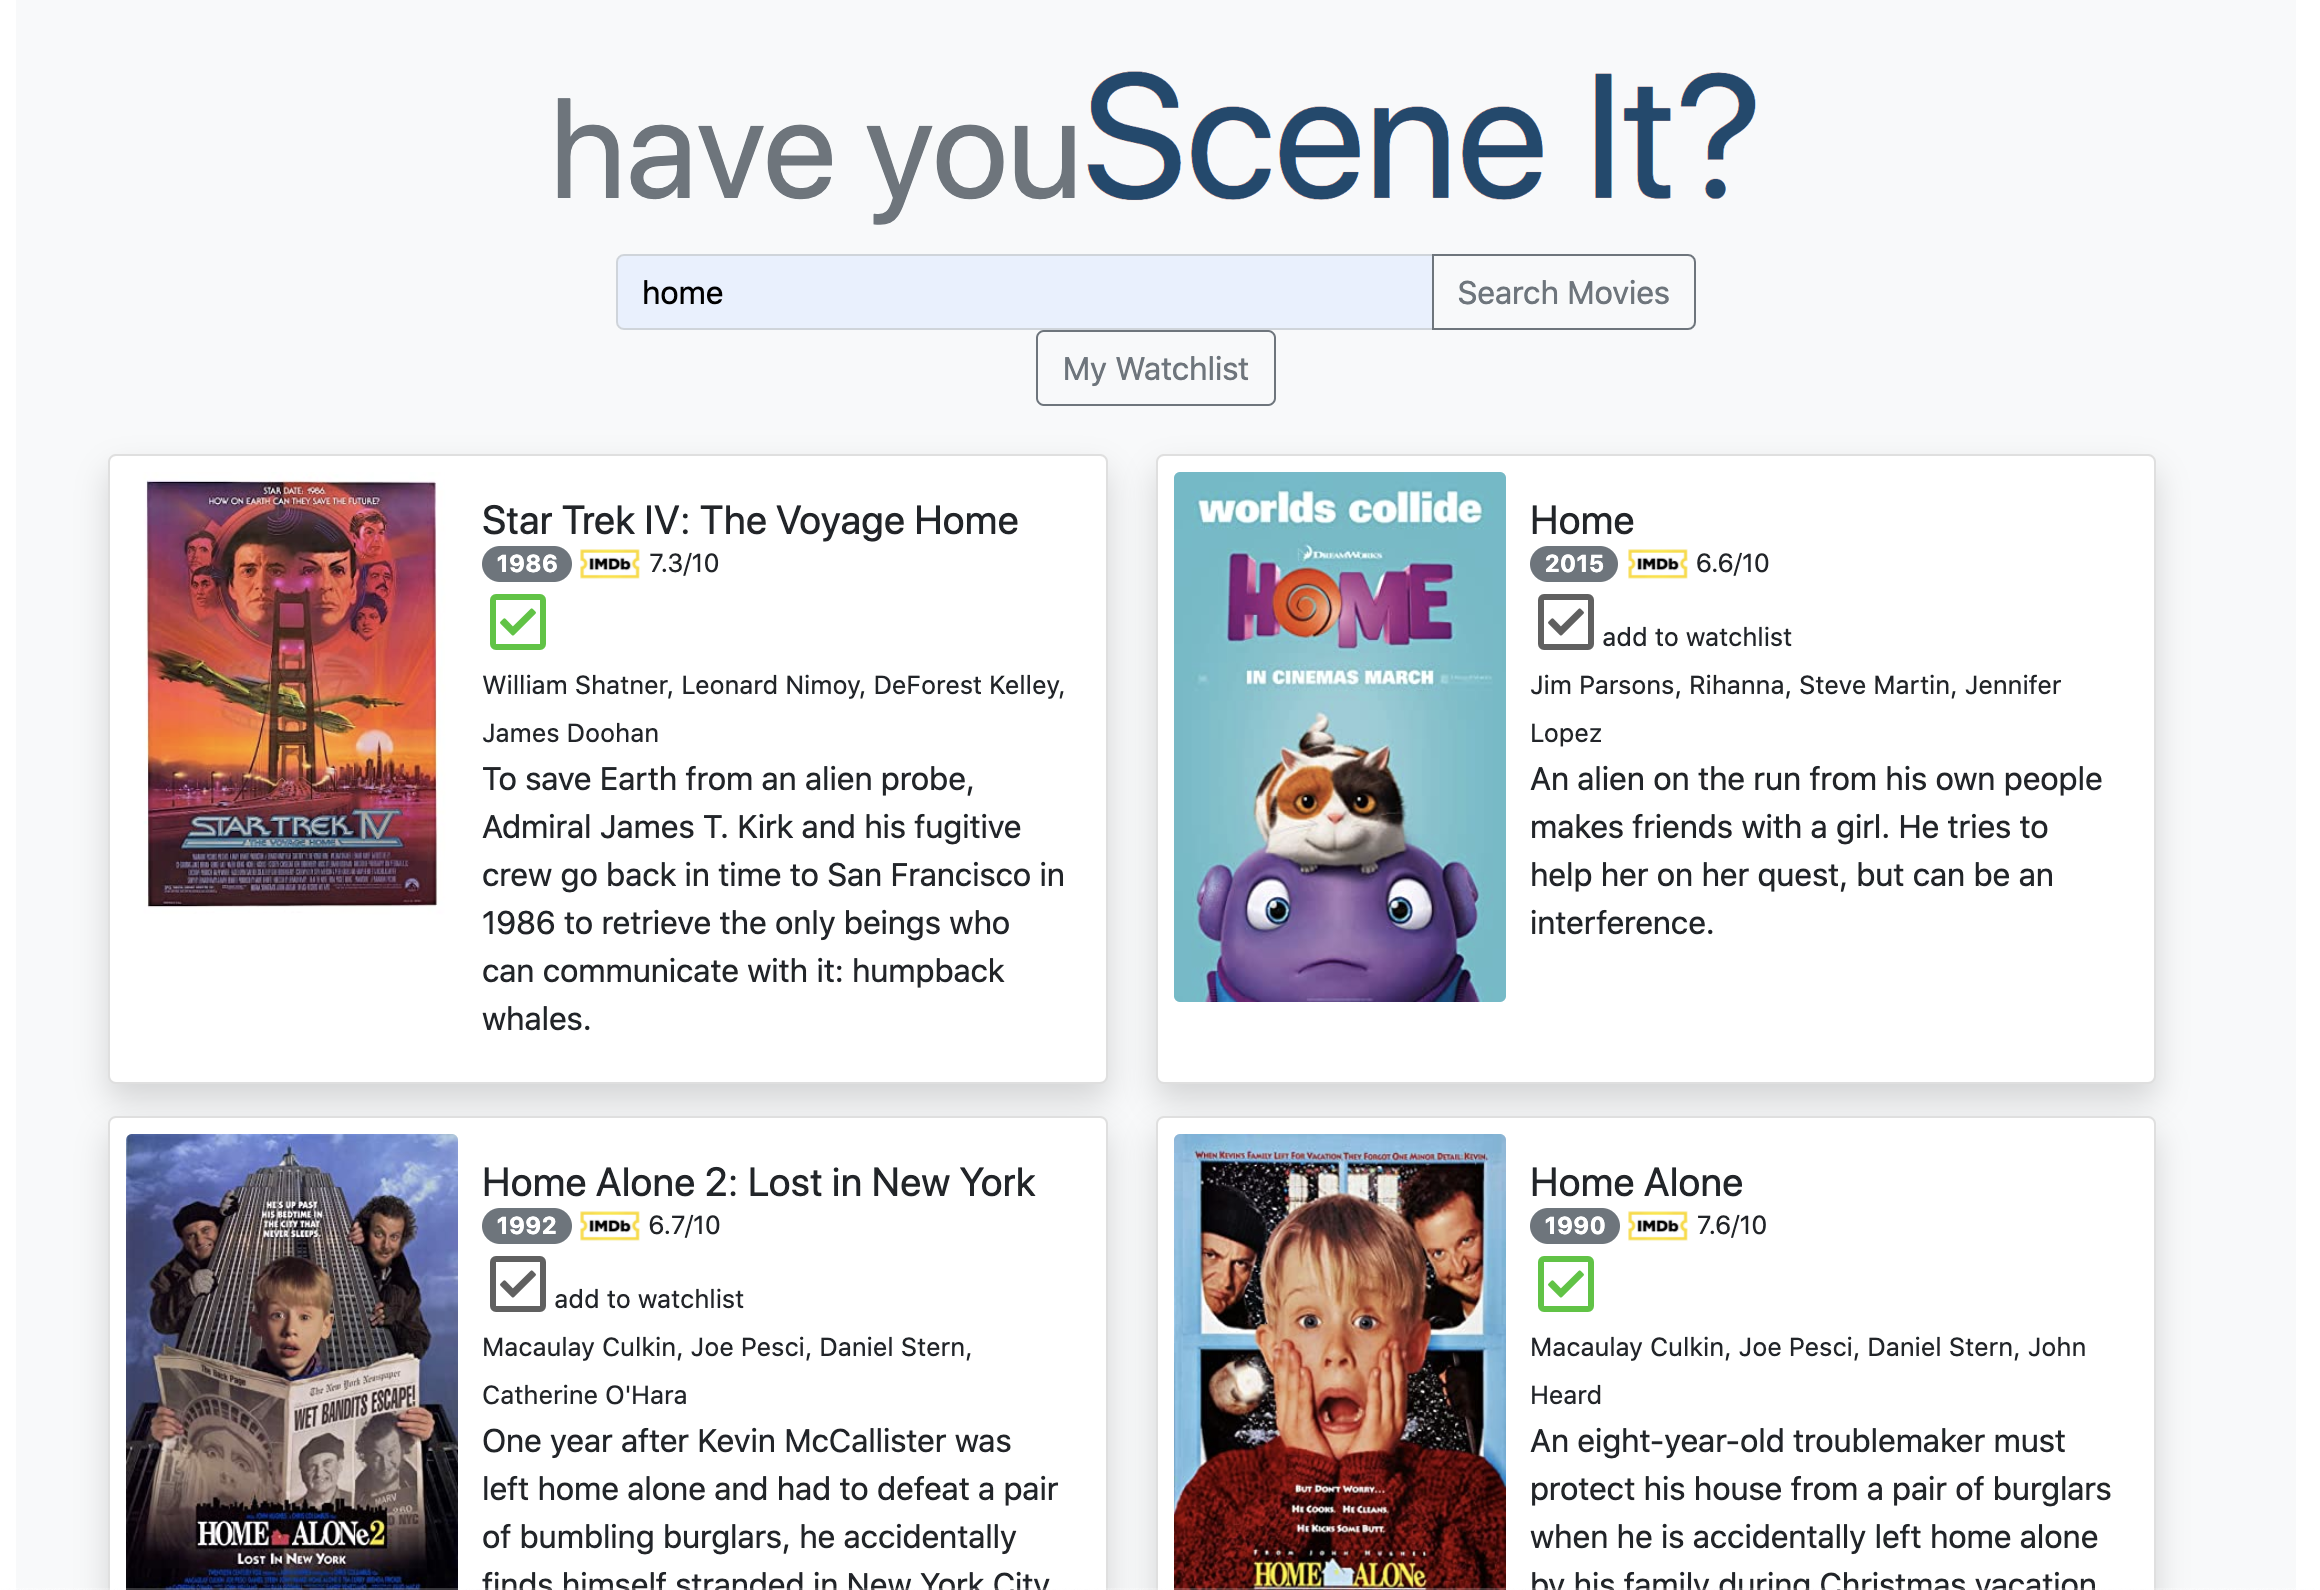 have you Scene It?
home
Search Movies
My Watchlist
STAR DATE: 1986.
HOW ON EARTH CAN THEY SAVE THE FUTURE?
STAR TREK IV
THE VOYAGE HOME
Star Trek IV: The Voyage Home
1986 IMDb 7.3/10
William Shatner, Leonard Nimoy, DeForest Kelley,
James Doohan
To save Earth from an alien probe,
Admiral James T. Kirk and his fugitive
crew go back in time to San Francisco in
1986 to retrieve the only beings who
can communicate with it: humpback
whales.
worlds collide
DREAMWORKS
HOME
IN CINEMAS MARCH
Home
2015 IMDb 6.6/10
add to watchlist
Jim Parsons, Rihanna, Steve Martin, Jennifer
Lopez
An alien on the run from his own people
makes friends with a girl. He tries to
help her on her quest, but can be an
interference.
HE'S UP PAST
HIS BEDTIME IN
THE CITY THAT
NEVER SLEEPS.
The New York Newspaper
WET BANDITS ESCAPE!
MARV
HOME ALONe2
LOST IN NEW YORK
Home Alone 2: Lost in New York
1992 IMDb 6.7/10
add to watchlist
Macaulay Culkin, Joe Pesci, Daniel Stern,
Catherine O'Hara
One year after Kevin McCallister was
left home alone and had to defeat a pair
of bumbling burglars, he accidentally
finds himself stranded in New York City
WHEN KEVIN'S FAMILY LEFT FOR VACATION, THEY FORGOT ONE MINOR DETAIL: KEVIN.
BUT DON'T WORRY...
HE COOKS. HE CLEANS.
HE KICKS SOME BUTT.
FROM JOHN HUGHES
HOME ALONe
Home Alone
1990 IMDb 7.6/10
Macaulay Culkin, Joe Pesci, Daniel Stern, John
Heard
An eight-year-old troublemaker must
protect his house from a pair of burglars
when he is accidentally left home alone
by his family during Christmas vacation.